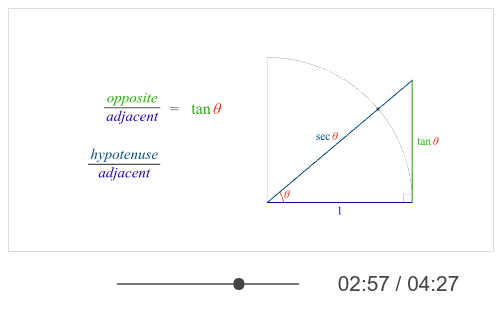 opposite
adjacent
= tan θ
hypotenuse
adjacent
sec θ
tan θ
θ
1
02:57 / 04:27